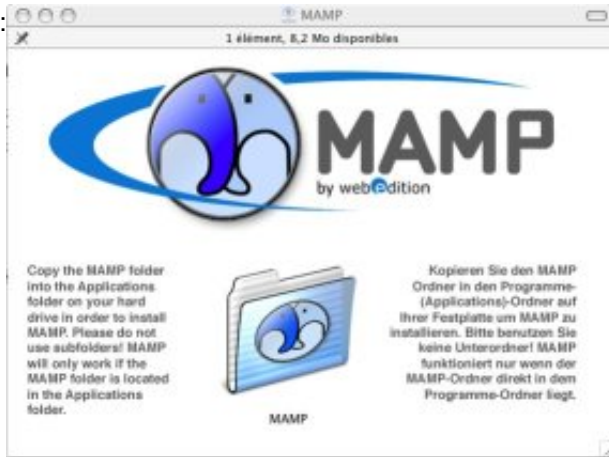 :
MAMP
1 élément, 8,2 Mo disponibles
MAMP
by webedition
Copy the MAMP folder
into the Applications
folder on your hard
drive in order to install
MAMP. Please do not
use subfolders! MAMP
will only work if the
MAMP folder is located
in the Applications
folder.
Kopieren Sie den MAMP
Ordner in den Programme-
(Applications)-Ordner auf
Ihrer Festplatte um MAMP zu
installieren. Bitte benutzen Sie
keine Unterordner! MAMP
funktioniert nur wenn der
MAMP-Ordner direkt in dem
Programme-Ordner liegt.
MAMP